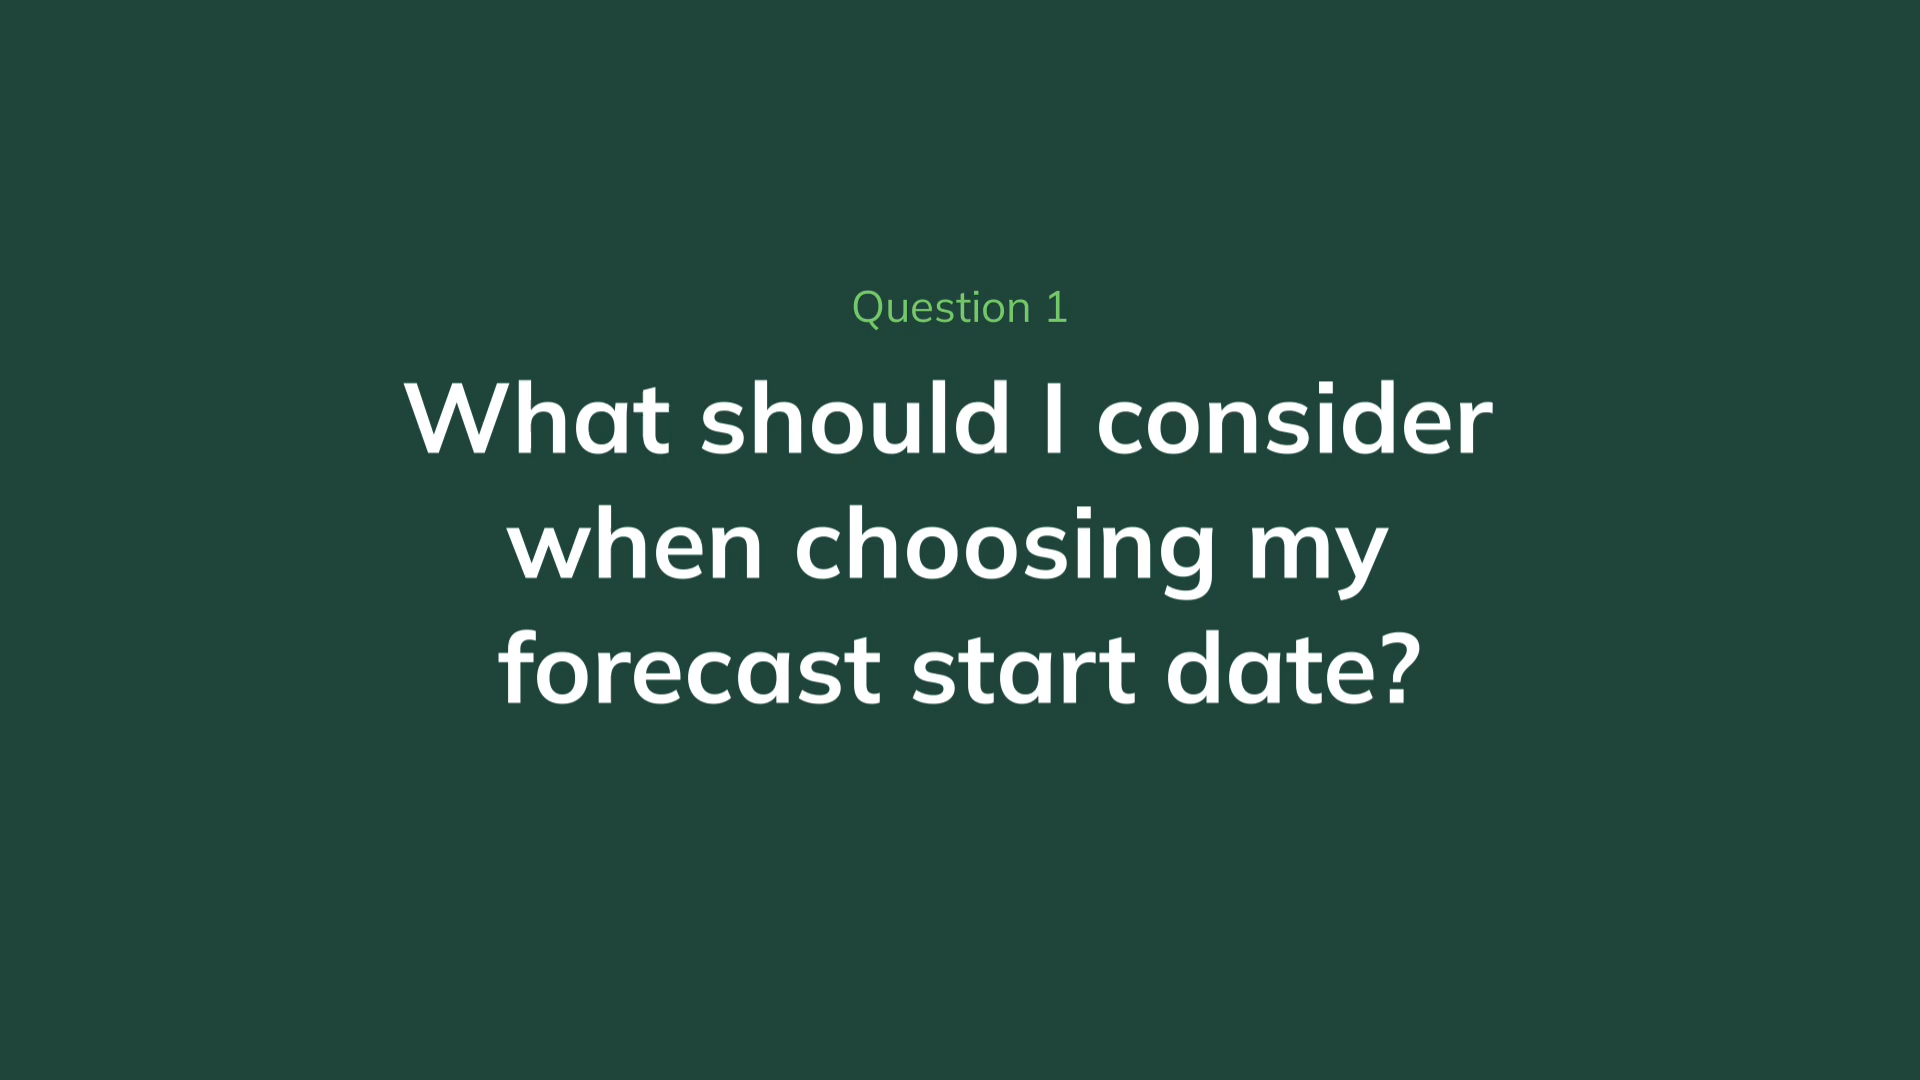 Question 1
What should I consider
when choosing my
forecast start date?